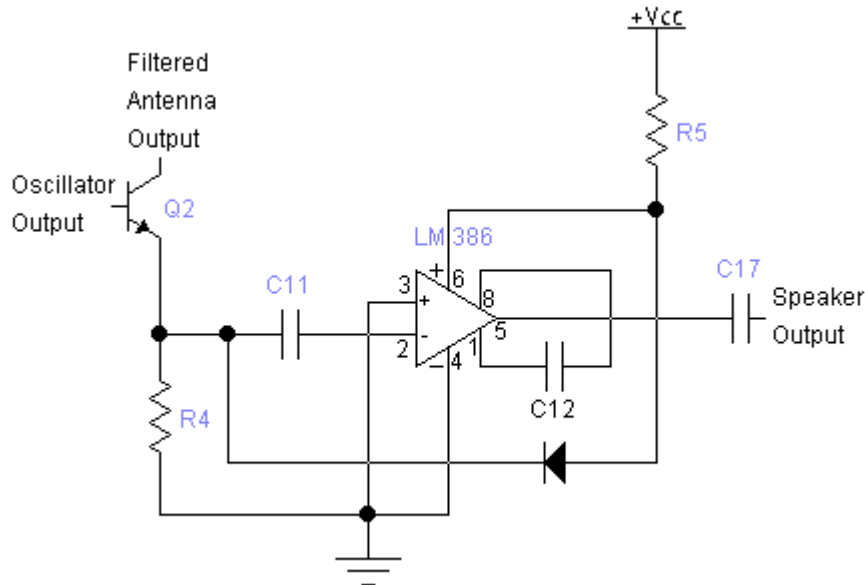 +Vcc
Filtered
Antenna
Output
R5
Oscillator
Output
Q2
LM 386
+
6
C11
3
+
8
C17
Speaker
Output
-
2
1
5
4
−
C12
R4